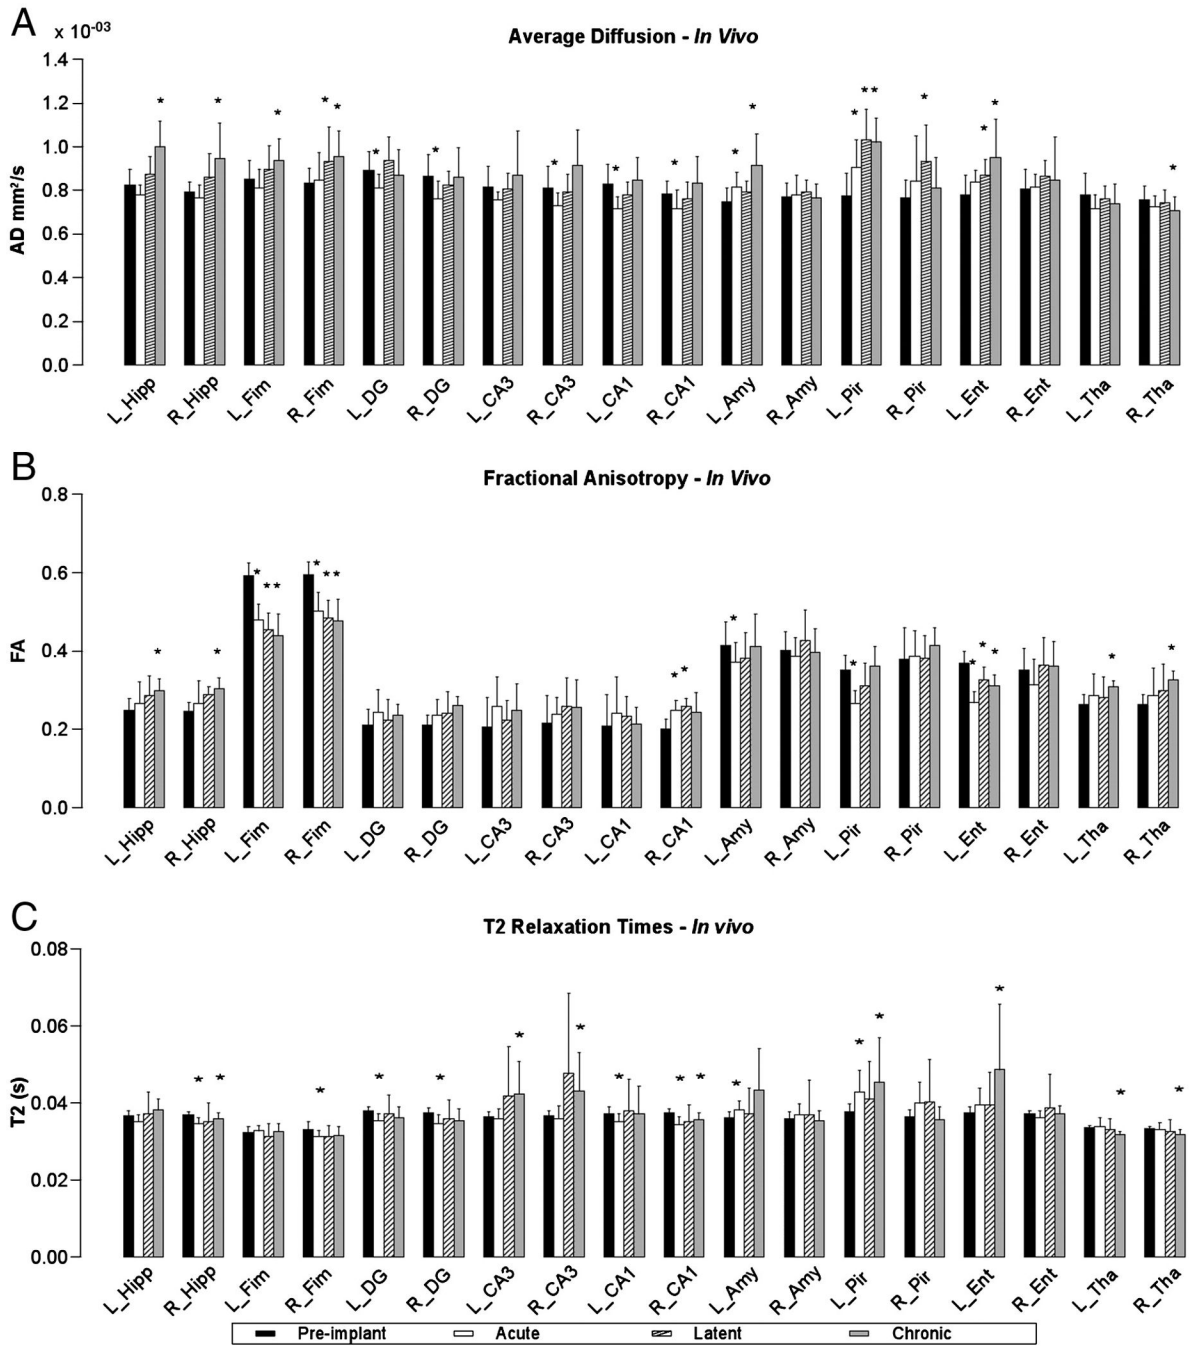 A
x 10-03
Average Diffusion - In Vivo
1.4
1.2
1.0
0.8
0.6
0.4
0.2
0.0
AD mm²/s
* * * * * * * * * * * * * * * * * * * *
L_Hipp R_Hipp L_Fim R_Fim L_DG R_DG L_CA3 R_CA3 L_CA1 R_CA1 L_Amy R_Amy L_Pir R_Pir L_Ent R_Ent L_Tha R_Tha
B
Fractional Anisotropy - In Vivo
0.8
0.6
0.4
0.2
0.0
FA
* * * * * * * * * * * * * * * * *
L_Hipp R_Hipp L_Fim R_Fim L_DG R_DG L_CA3 R_CA3 L_CA1 R_CA1 L_Amy R_Amy L_Pir R_Pir L_Ent R_Ent L_Tha R_Tha
C
T2 Relaxation Times - In vivo
0.08
0.06
0.04
0.02
0.00
T2 (s)
* * * * * * * * * * * * * * *
L_Hipp R_Hipp L_Fim R_Fim L_DG R_DG L_CA3 R_CA3 L_CA1 R_CA1 L_Amy R_Amy L_Pir R_Pir L_Ent R_Ent L_Tha R_Tha
Pre-implant Acute Latent Chronic